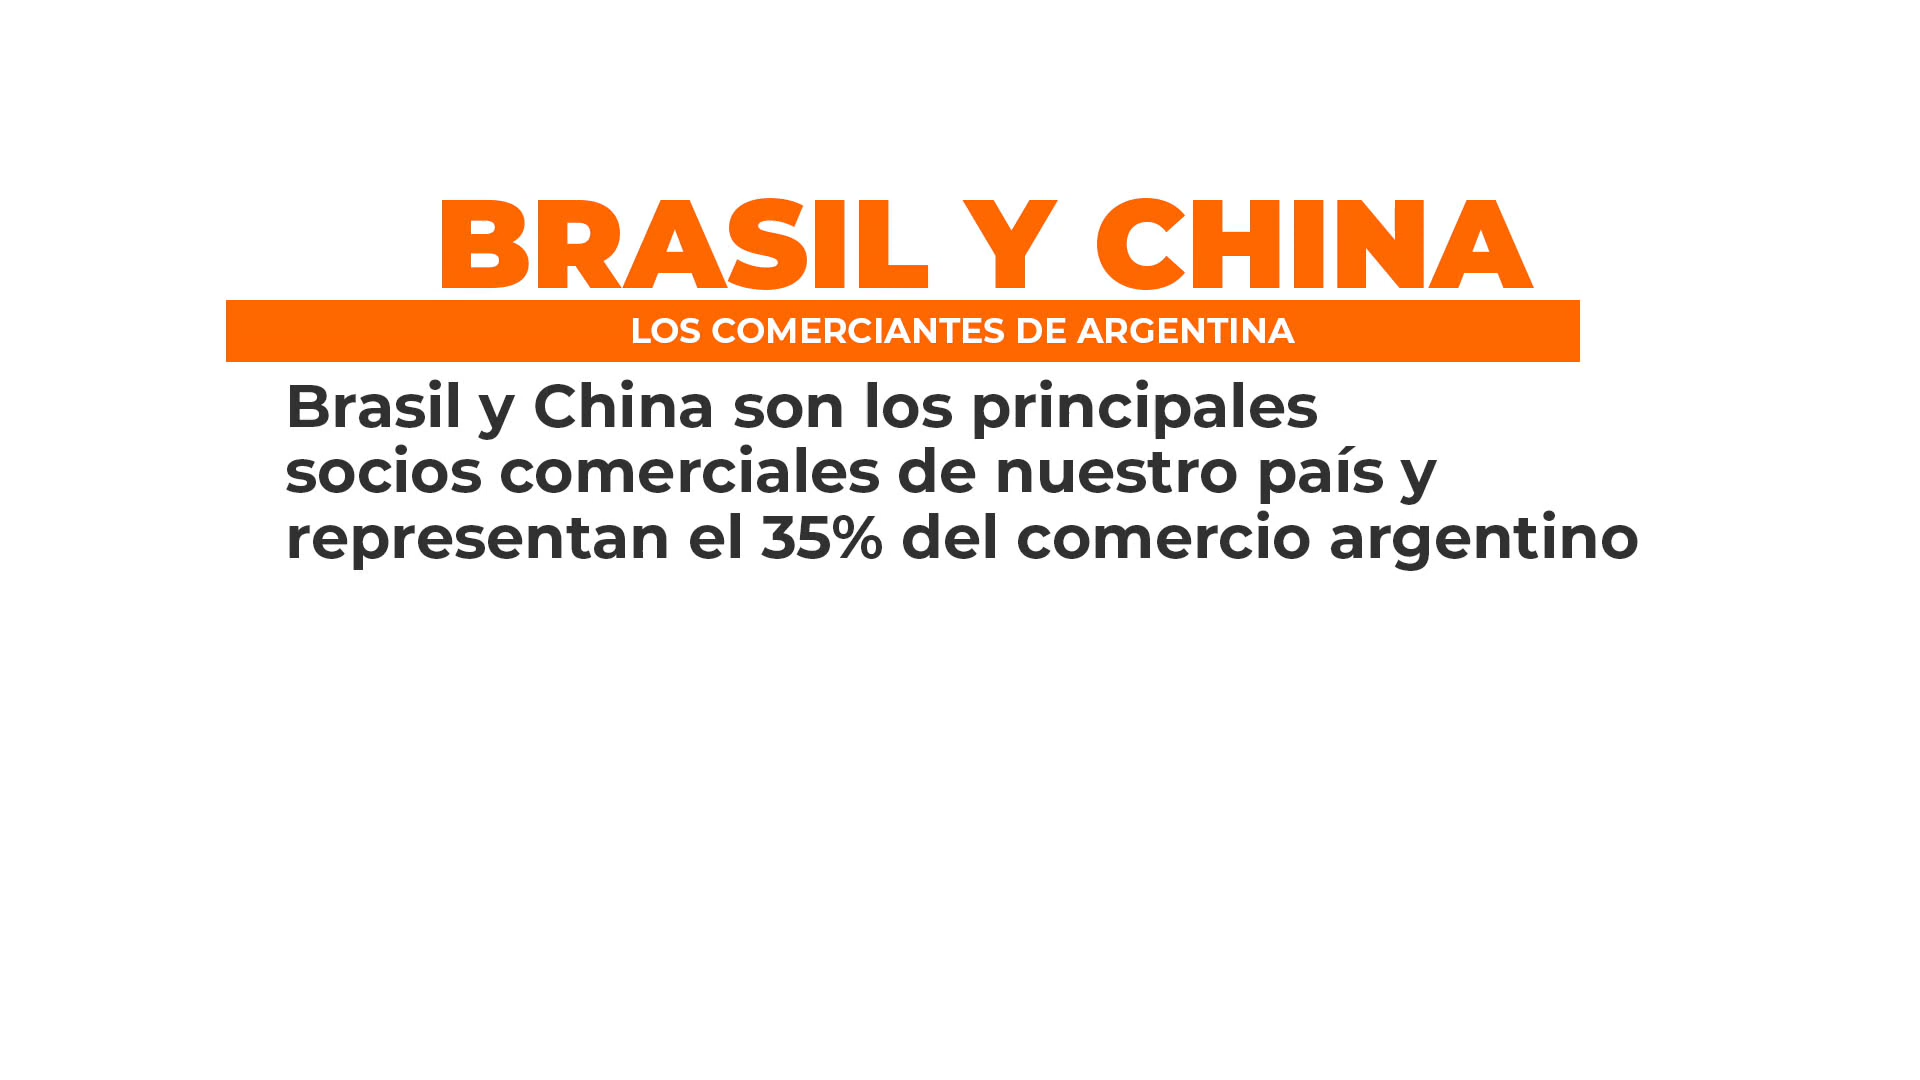 BRASIL Y CHINA
LOS COMERCIANTES DE ARGENTINA
Brasil y China son los principales
socios comerciales de nuestro país y
representan el 35% del comercio argentino